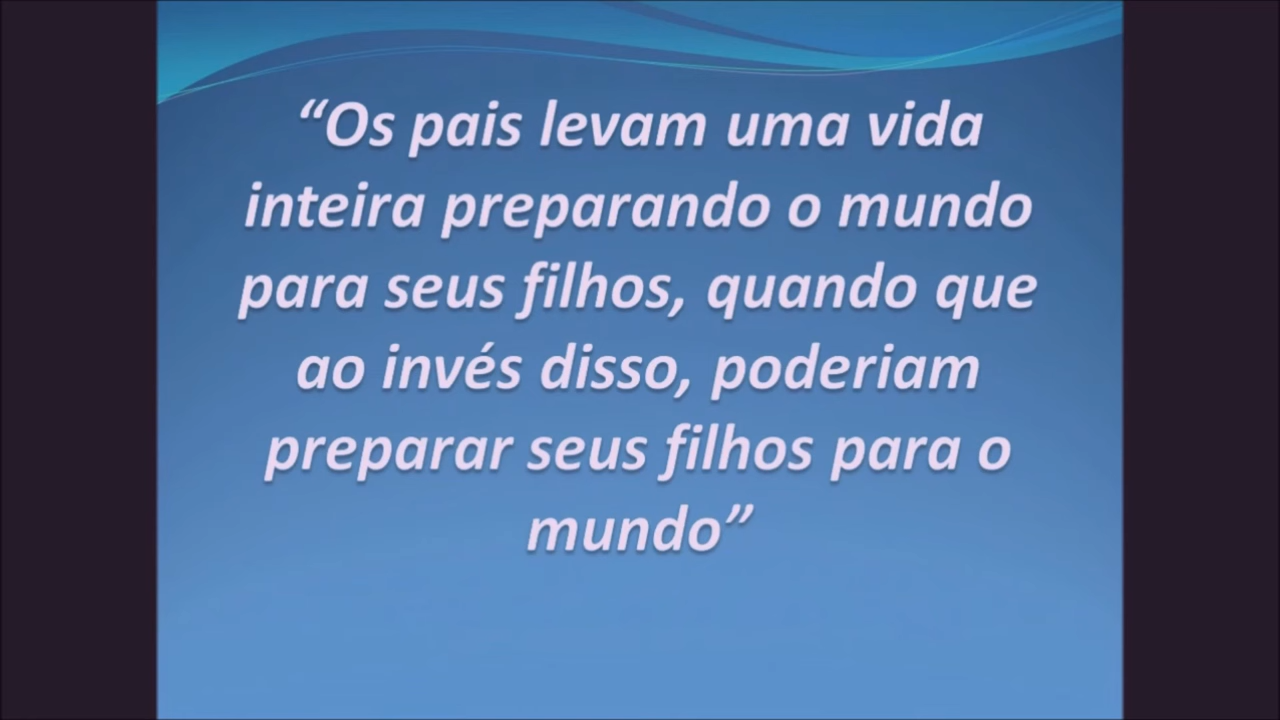 “Os pais levam uma vida
inteira preparando o mundo
para seus filhos, quando que
ao invés disso, poderiam
preparar seus filhos para o
mundo”